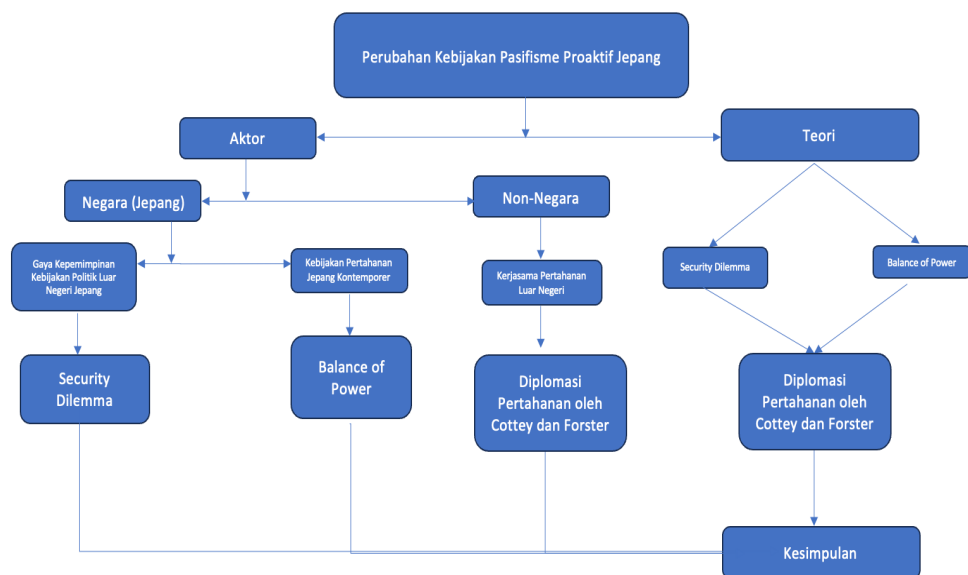 Perubahan Kebijakan Pasifisme Proaktif Jepang
Aktor
Teori
Negara (Jepang)
Non-Negara
Gaya Kepemimpinan
Kebijakan Politik Luar
Negeri Jepang
Kebijakan Pertahanan
Jepang Kontemporer
Kerjasama Pertahanan
Luar Negeri
Security Dilemma
Balance of Power
Security
Dilemma
Balance of
Power
Diplomasi
Pertahanan oleh
Cottey dan Forster
Diplomasi
Pertahanan oleh
Cottey dan Forster
Kesimpulan